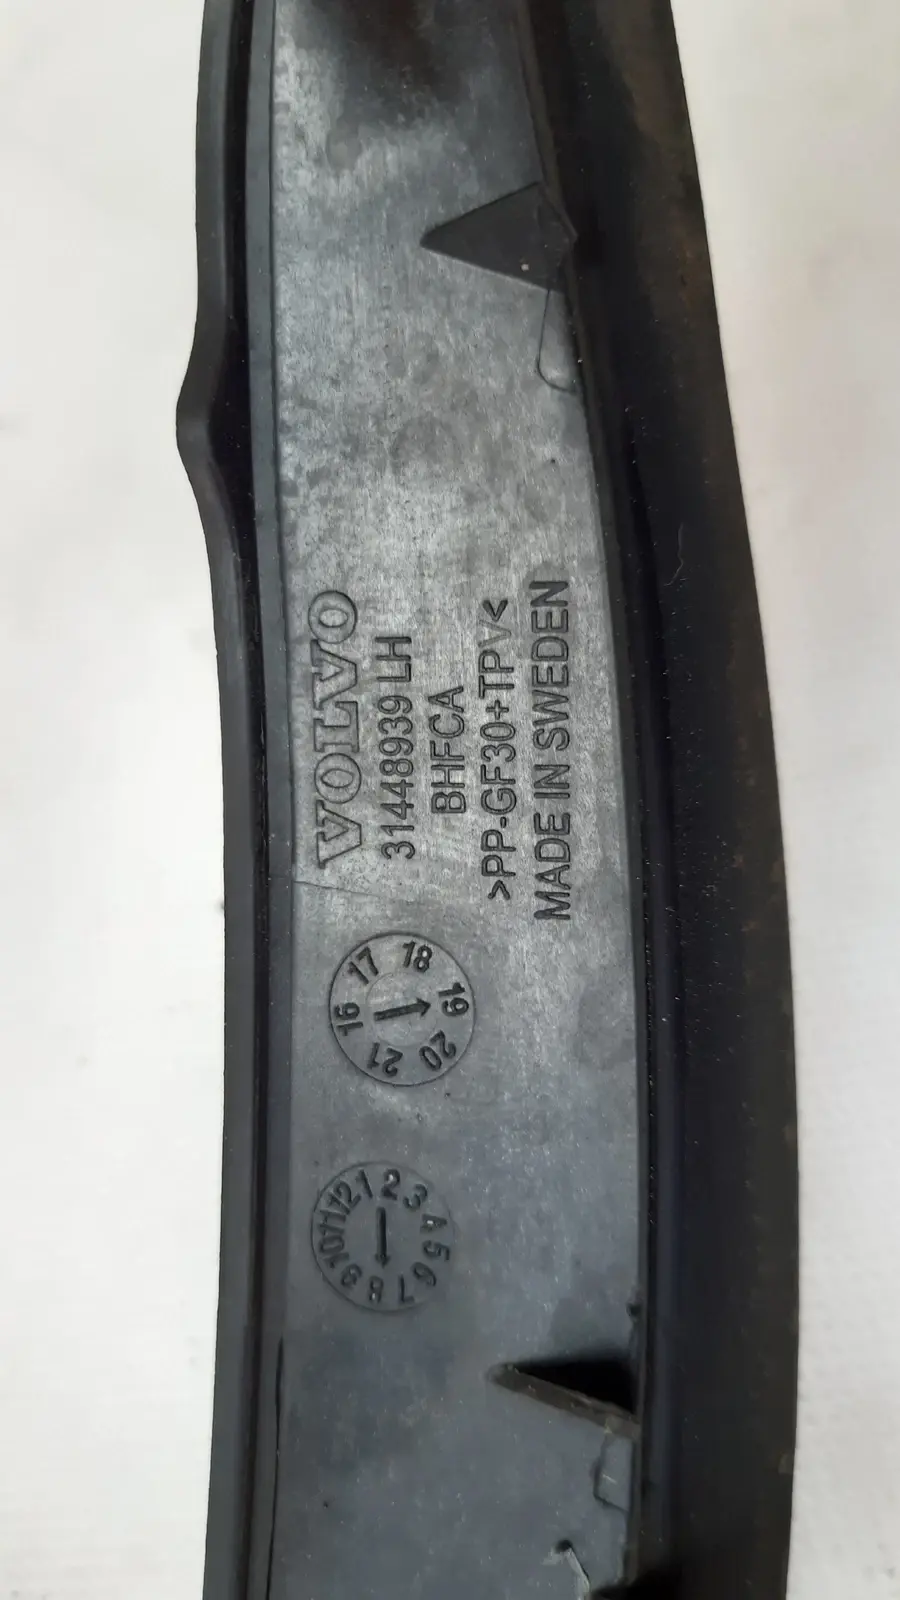 VOLVO
31448939 LH
BHFCA
>PP-GF30+TPV<
MADE IN SWEDEN
16 17 18 19 20 21
1 2 3 4 5 6 7 8 9 10 11 12